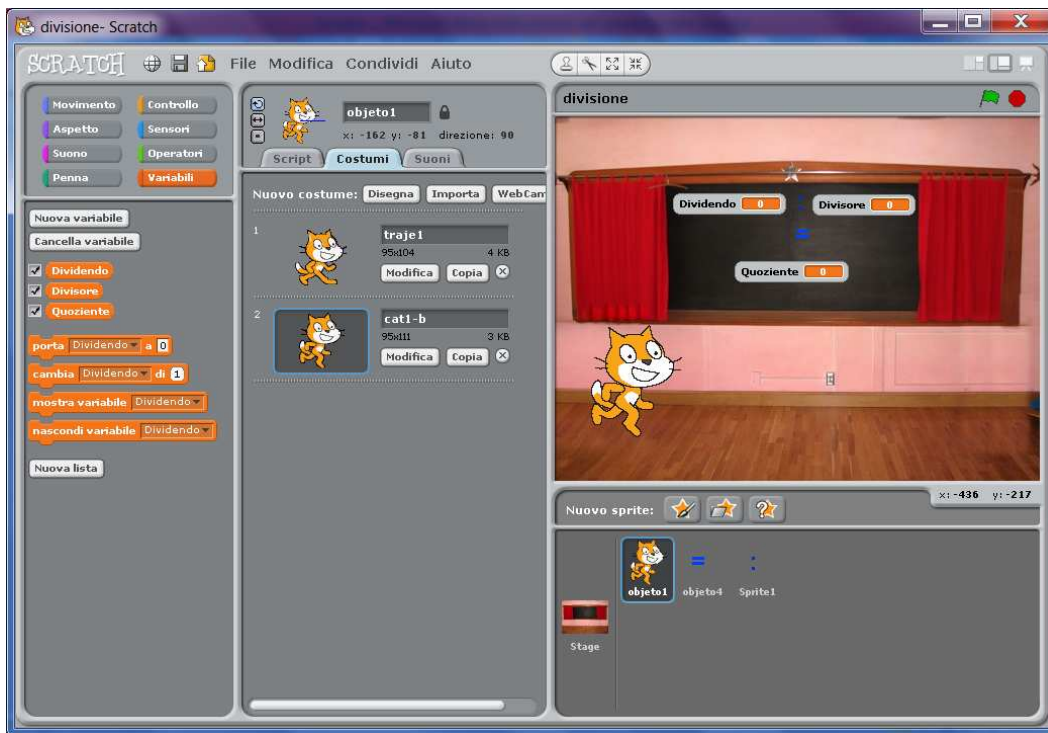 divisione- Scratch
SCRATCH File Modifica Condividi Aiuto
Movimento Controllo
Aspetto Sensori
Suono Operatori
Penna Variabili
Nuova variabile
Cancella variabile
Dividendo
Divisore
Quoziente
porta Dividendo a 0
cambia Dividendo di 1
mostra variabile Dividendo
nascondi variabile Dividendo
Nuova lista
objeto1
x: -162 y: -81 direzione: 90
Script Costumi Suoni
Nuovo costume: Disegna Importa WebCam
1 traje1
95x104 4 KB
Modifica Copia
2 cat1-b
95x111 3 KB
Modifica Copia
divisione
Dividendo 0 : Divisore 0
=
Quoziente 0
x: -436 y: -217
Nuovo sprite:
= :
objeto1 objeto4 Sprite1
Stage